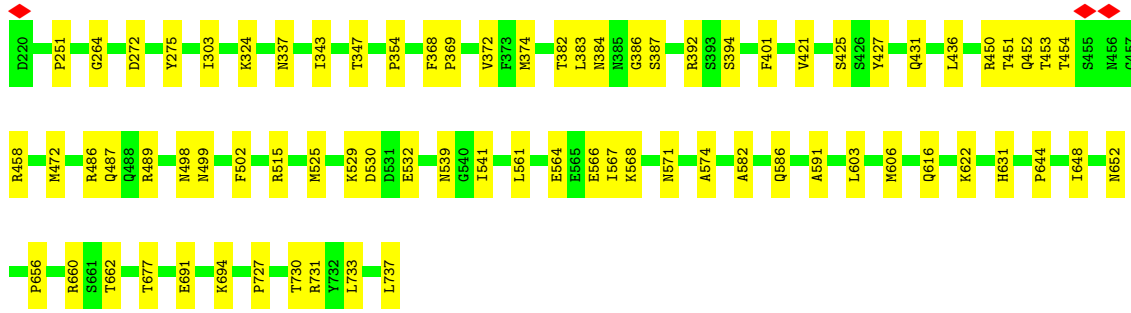 D220 P251 G264 D272 Y275 I303 K324 N337 I343 T347 P354 F368 P369 V372 F373 M374 T382 L383 N384 N385 G386 S387 R392 S393 S394 F401 V421 S425 S426 Y427 Q431 L436 R450 T451 Q452 T453 T454 S455 N456 G457
R458 M472 R486 Q487 Q488 R489 N498 N499 F502 R515 M525 K529 D530 D531 E532 N539 G540 I541 L561 E564 E565 E566 I567 K568 N571 A574 A582 Q586 A591 L603 M606 Q616 K622 H631 P644 I648 N652
P656 R660 S661 T662 T677 E691 K694 P727 T730 R731 Y732 L733 L737